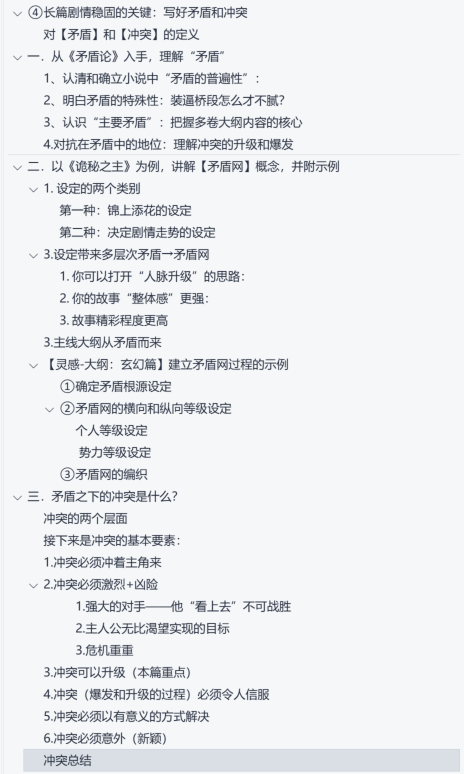 ④长篇剧情稳固的关键：写好矛盾和冲突
对【矛盾】和【冲突】的定义
一．从《矛盾论》入手，理解“矛盾”
1、认清和确立小说中“矛盾的普遍性”：
2、明白矛盾的特殊性：装逼桥段怎么才不腻？
3、认识“主要矛盾”：把握多卷大纲内容的核心
4.对抗在矛盾中的地位：理解冲突的升级和爆发
二．以《诡秘之主》为例，讲解【矛盾网】概念，并附示例
1. 设定的两个类别
第一种：锦上添花的设定
第二种：决定剧情走势的设定
3.设定带来多层次矛盾→矛盾网
1. 你可以打开“人脉升级”的思路：
2. 你的故事“整体感”更强：
3. 故事精彩程度更高
3.主线大纲从矛盾而来
【灵感-大纲：玄幻篇】建立矛盾网过程的示例
①确定矛盾根源设定
②矛盾网的横向和纵向等级设定
个人等级设定
势力等级设定
③矛盾网的编织
三．矛盾之下的冲突是什么？
冲突的两个层面
接下来是冲突的基本要素：
1.冲突必须冲着主角来
2.冲突必须激烈+凶险
1.强大的对手——他“看上去”不可战胜
2.主人公无比渴望实现的目标
3.危机重重
3.冲突可以升级（本篇重点）
4.冲突（爆发和升级的过程）必须令人信服
5.冲突必须以有意义的方式解决
6.冲突必须意外（新颖）
冲突总结